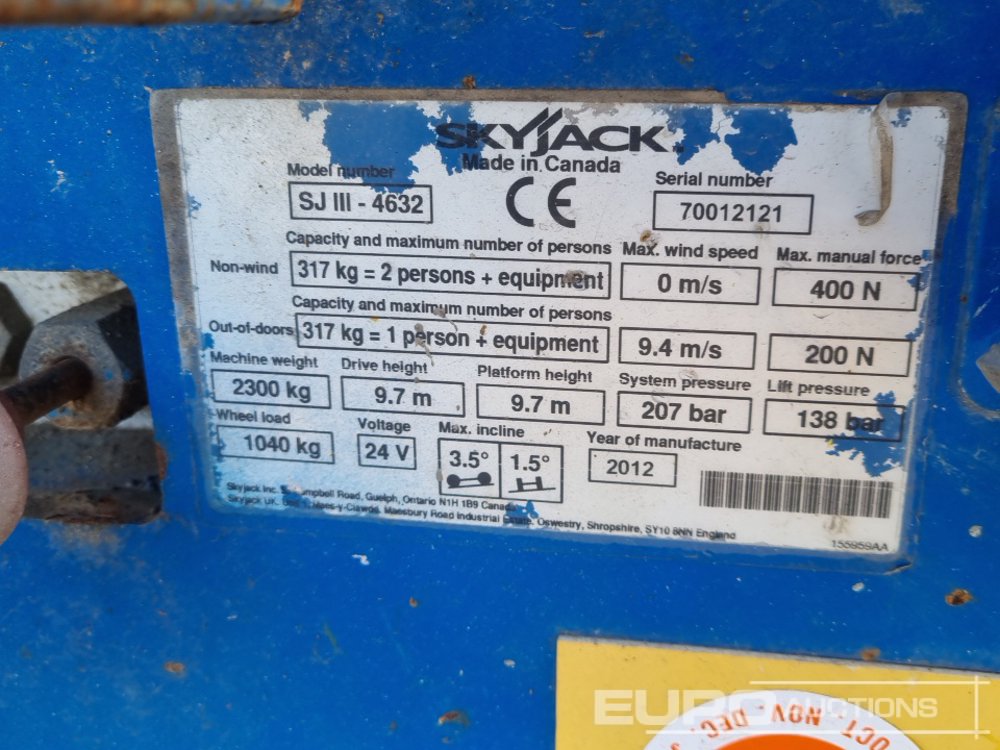 SKYJACK
Made in Canada
Model number
SJ III - 4632
CE
Serial number
70012121
Capacity and maximum number of persons
Max. wind speed
Max. manual force
Non-wind
317 kg = 2 persons + equipment
0 m/s
400 N
Capacity and maximum number of persons
Out-of-doors
317 kg = 1 person + equipment
9.4 m/s
200 N
Machine weight
Drive height
Platform height
System pressure
Lift pressure
2300 kg
9.7 m
9.7 m
207 bar
138 bar
Wheel load
Voltage
Max. incline
Year of manufacture
1040 kg
24 V
3.5°
1.5°
2012
Skyjack Inc. Campbell Road, Guelph, Ontario N1H 1B9 Canada
Skyjack UK. Unit 1, Maes-y-Clawdd, Maesbury Road Industrial Estate, Oswestry, Shropshire, SY10 8NN England
155959AA
EURO AUCTIONS
OCT - NOV - DEC